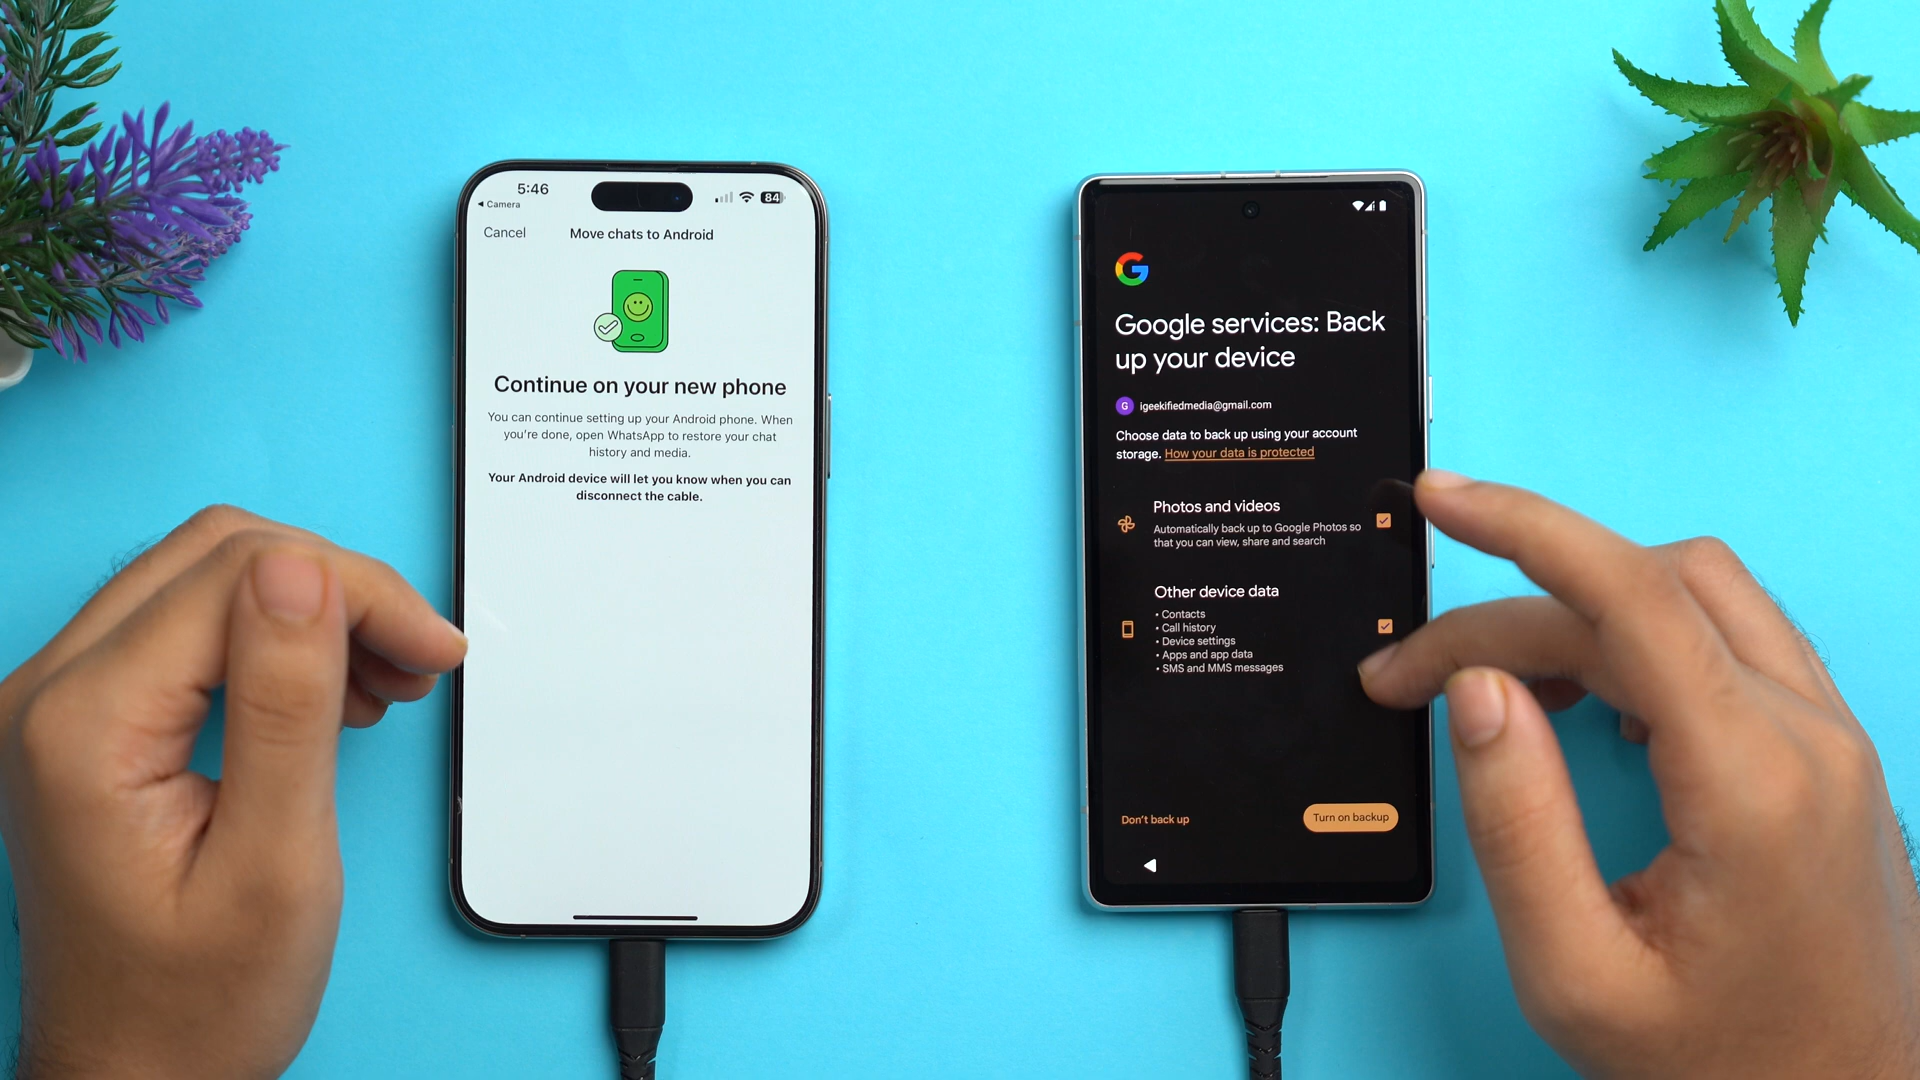 5:46
84
◀ Camera
Cancel
Move chats to Android
Continue on your new phone
You can continue setting up your Android phone. When
you're done, open WhatsApp to restore your chat
history and media.
Your Android device will let you know when you can
disconnect the cable.
G
Google services: Back
up your device
G igeekifiedmedia@gmail.com
Choose data to back up using your account
storage. How your data is protected
Photos and videos
Automatically back up to Google Photos so
that you can view, share and search
Other device data
• Contacts
• Call history
• Device settings
• Apps and app data
• SMS and MMS messages
Don't back up
Turn on backup